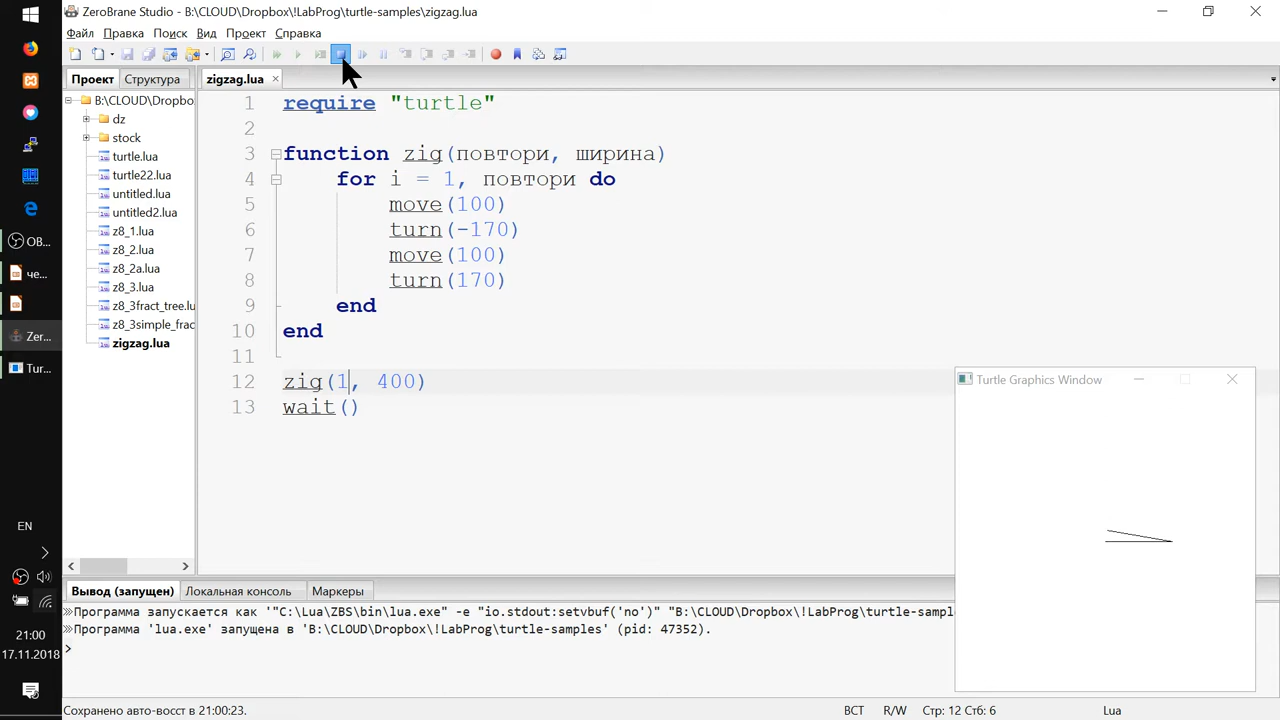 ZeroBrane Studio - B:\CLOUD\Dropbox\!LabProg\turtle-samples\zigzag.lua
Файл Правка Поиск Вид Проект Справка
Проект Структура
zigzag.lua
B:\CLOUD\Dropbo
dz
stock
turtle.lua
turtle22.lua
untitled.lua
untitled2.lua
z8_1.lua
z8_2.lua
z8_2a.lua
z8_3.lua
z8_3fract_tree.lu
z8_3simple_frac
zigzag.lua
1 require "turtle"
2
3 function zig(повтори, ширина)
4 for i = 1, повтори do
5 move(100)
6 turn(-170)
7 move(100)
8 turn(170)
9 end
10 end
11
12 zig(1, 400)
13 wait()
Turtle Graphics Window
OB...
че...
Zer...
Tur...
EN
21:00
17.11.2018
Вывод (запущен) Локальная консоль Маркеры
Программа запускается как '"C:\Lua\ZBS\bin\lua.exe" -e "io.stdout:setvbuf('no')" "B:\CLOUD\Dropbox\!LabProg\turtle-sampl
Программа 'lua.exe' запущена в 'B:\CLOUD\Dropbox\!LabProg\turtle-samples' (pid: 47352).
>
Сохранено авто-восст в 21:00:23.
ВСТ R/W Стр: 12 Стб: 6 Lua